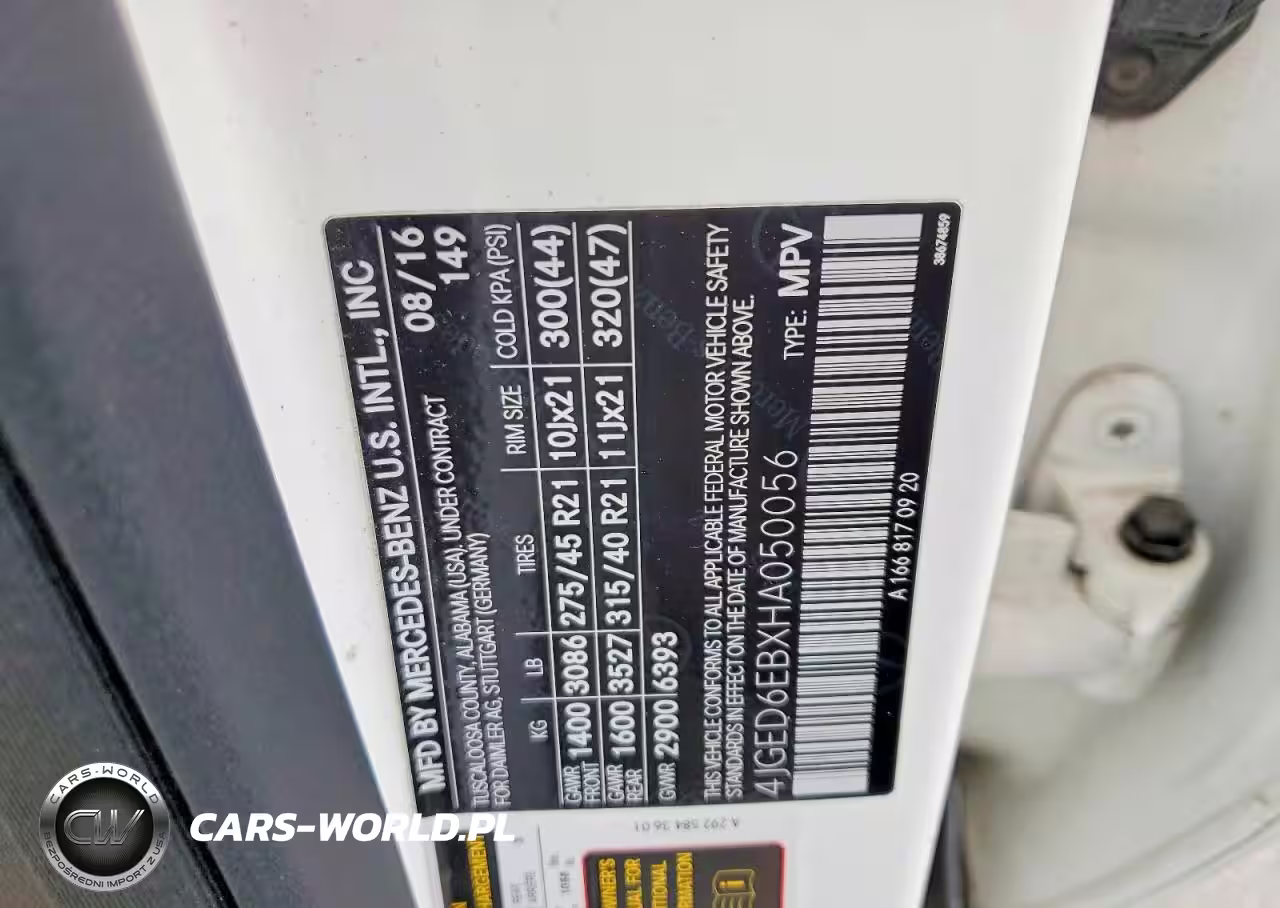 MFD BY MERCEDES-BENZ U.S. INTL., INC
TUSCALOOSA COUNTY, ALABAMA (USA), UNDER CONTRACT 08/16
FOR DAIMLER AG, STUTTGART (GERMANY) 149
KG LB TIRES RIM SIZE COLD KPA (PSI)
GAWR FRONT 1400 3086 275/45 R21 10Jx21 300(44)
GAWR REAR 1600 3527 315/40 R21 11Jx21 320(47)
GVWR 2900 6393
THIS VEHICLE CONFORMS TO ALL APPLICABLE FEDERAL MOTOR VEHICLE SAFETY
STANDARDS IN EFFECT ON THE DATE OF MANUFACTURE SHOWN ABOVE.
4JGED6EBXHA050056 TYPE: MPV
A 166 817 09 20 38674859
A 292 584 36 01
CARS-WORLD
CW
BEZPOŚREDNI IMPORT Z USA
CARS-WORLD.PL